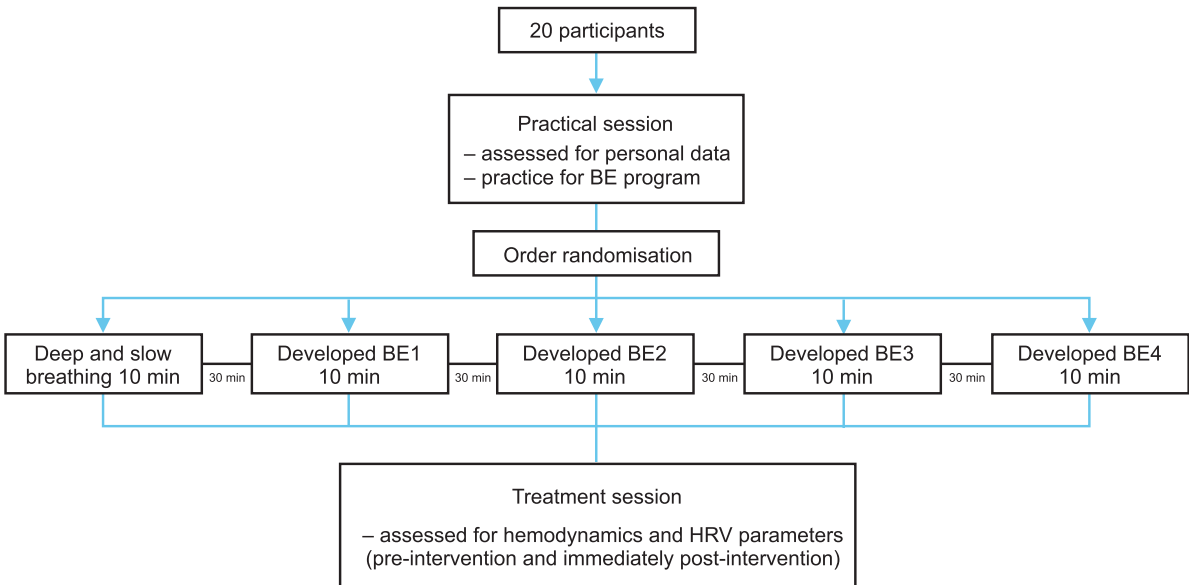 20 participants
Practical session
– assessed for personal data
– practice for BE program
Order randomisation
Deep and slow
breathing 10 min
30 min
Developed BE1
10 min
30 min
Developed BE2
10 min
30 min
Developed BE3
10 min
30 min
Developed BE4
10 min
Treatment session
– assessed for hemodynamics and HRV parameters
(pre-intervention and immediately post-intervention)